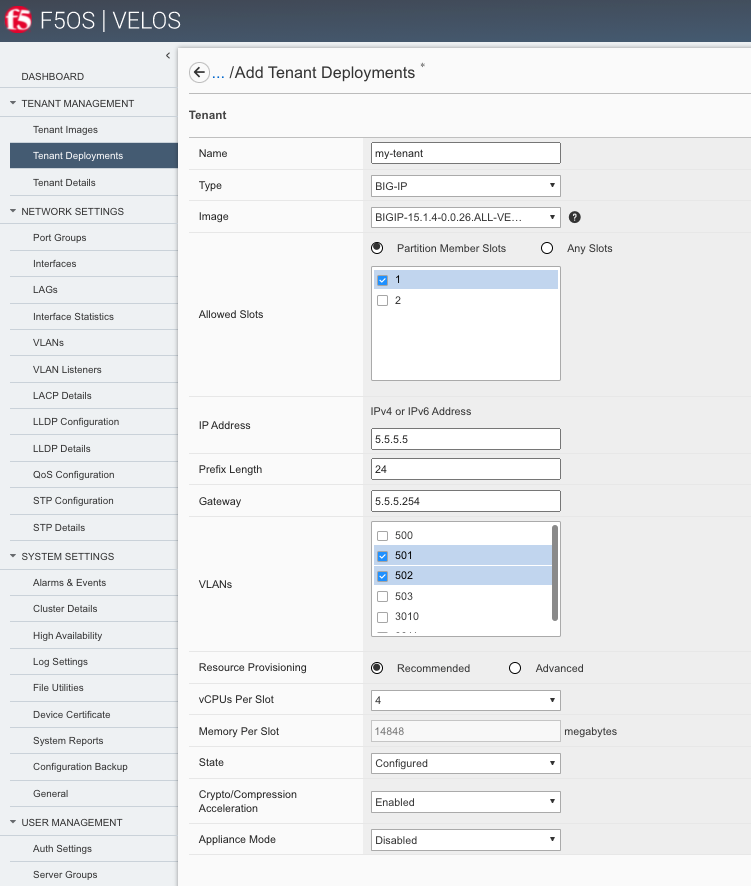 f5 F5OS | VELOS
<
DASHBOARD
TENANT MANAGEMENT
Tenant Images
Tenant Deployments
Tenant Details
NETWORK SETTINGS
Port Groups
Interfaces
LAGs
Interface Statistics
VLANs
VLAN Listeners
LACP Details
LLDP Configuration
LLDP Details
QoS Configuration
STP Configuration
STP Details
SYSTEM SETTINGS
Alarms & Events
Cluster Details
High Availability
Log Settings
File Utilities
Device Certificate
System Reports
Configuration Backup
General
USER MANAGEMENT
Auth Settings
Server Groups
... /Add Tenant Deployments *
Tenant
Name my-tenant
Type BIG-IP
Image BIGIP-15.1.4-0.0.26.ALL-VE... ?
Allowed Slots
Partition Member Slots Any Slots
1
2
IP Address
IPv4 or IPv6 Address
5.5.5.5
Prefix Length 24
Gateway 5.5.5.254
VLANs
500
501
502
503
3010
Resource Provisioning Recommended Advanced
vCPUs Per Slot 4
Memory Per Slot 14848 megabytes
State Configured
Crypto/Compression
Acceleration Enabled
Appliance Mode Disabled